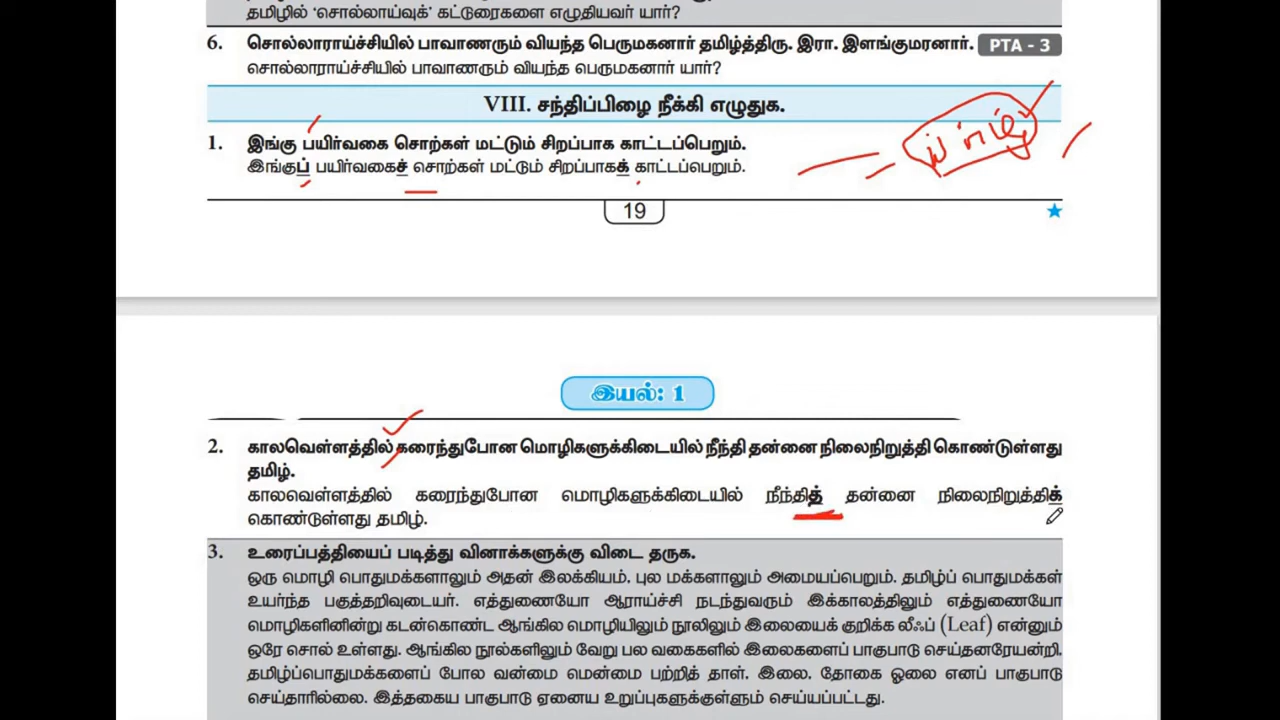 தமிழில் ‘சொல்லாய்வுக்’ கட்டுரைகளை எழுதியவர் யார்?
6. சொல்லாராய்ச்சியில் பாவாணரும் வியந்த பெருமகனார் தமிழ்த்திரு. இரா. இளங்குமரனார். PTA - 3
சொல்லாராய்ச்சியில் பாவாணரும் வியந்த பெருமகனார் யார்?
VIII. சந்திப்பிழை நீக்கி எழுதுக.
1. இங்கு பயிர்வகை சொற்கள் மட்டும் சிறப்பாக காட்டப்பெறும்.
இங்குப் பயிர்வகைச் சொற்கள் மட்டும் சிறப்பாகக் காட்டப்பெறும்.
19
இயல்: 1
2. காலவெள்ளத்தில் கரைந்துபோன மொழிகளுக்கிடையில் நீந்தி தன்னை நிலைநிறுத்தி கொண்டுள்ளது
தமிழ்.
காலவெள்ளத்தில் கரைந்துபோன மொழிகளுக்கிடையில் நீந்தித் தன்னை நிலைநிறுத்திக்
கொண்டுள்ளது தமிழ்.
3. உரைப்பத்தியைப் படித்து வினாக்களுக்கு விடை தருக.
ஒரு மொழி பொதுமக்களாலும் அதன் இலக்கியம். புல மக்களாலும் அமையப்பெறும். தமிழ்ப் பொதுமக்கள்
உயர்ந்த பகுத்தறிவுடையர். எத்துணையோ ஆராய்ச்சி நடந்துவரும் இக்காலத்திலும் எத்துணையோ
மொழிகளினின்று கடன்கொண்ட ஆங்கில மொழியிலும் நூலிலும் இலையைக் குறிக்க லீஃப் (Leaf) என்னும்
ஒரே சொல் உள்ளது. ஆங்கில நூல்களிலும் வேறு பல வகைகளில் இலைகளைப் பாகுபாடு செய்தனரேயன்றி.
தமிழ்ப்பொதுமக்களைப் போல வன்மை மென்மை பற்றித் தாள். இலை. தோகை ஓலை எனப் பாகுபாடு
செய்தாரில்லை. இத்தகைய பாகுபாடு ஏனைய உறுப்புகளுக்குள்ளும் செய்யப்பட்டது.